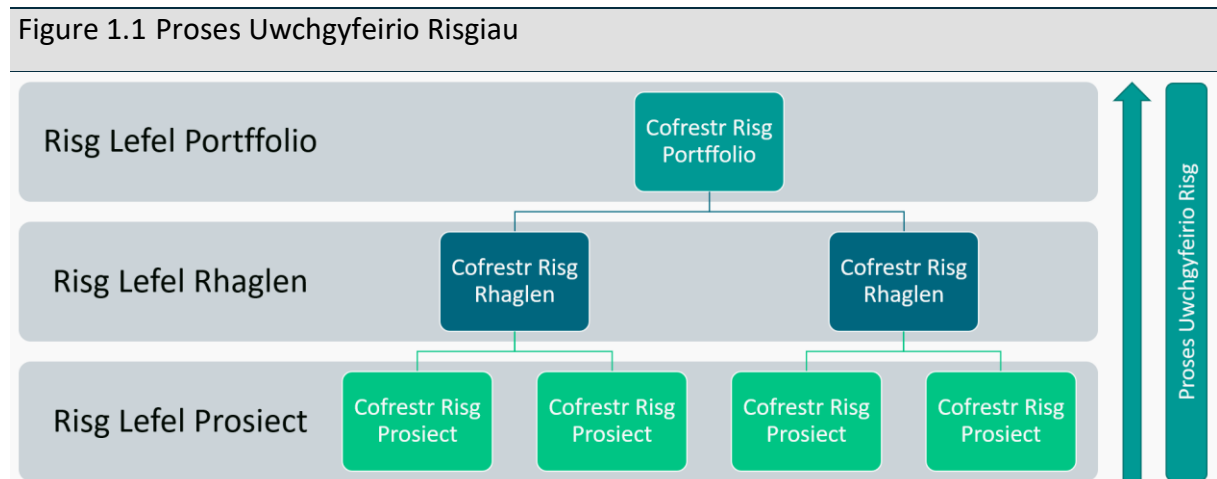 Figure 1.1 Proses Uwchgyfeirio Risgiau
Risg Lefel Portffolio
Cofrestr Risg
Portffolio
Risg Lefel Rhaglen
Cofrestr Risg
Rhaglen
Cofrestr Risg
Rhaglen
Risg Lefel Prosiect
Cofrestr Risg
Prosiect
Cofrestr Risg
Prosiect
Cofrestr Risg
Prosiect
Cofrestr Risg
Prosiect
Proses Uwchgyfeirio Risg